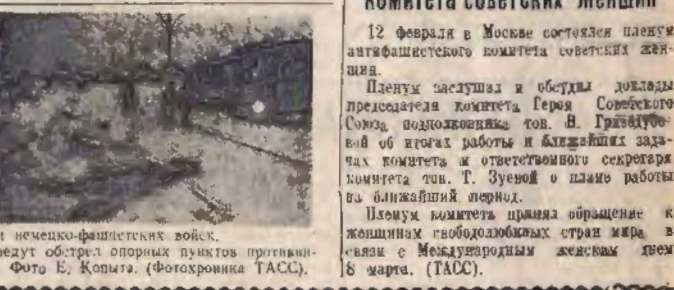 комитета советских женщин
12 февраля в Москве состоялся пленум
антифашистского комитета советских жен-
щин.
Пленум заслушал и обсудил доклады
председателя комитета Героя Советского
Союза подполковника тов. В. Гризодубо-
вой об итогах работы и ближайших зада-
чах комитета и ответственного секретаря
комитета тов. Т. Зуевой о плане работы
на ближайший период.
Пленум комитета принял обращение к
женщинам свободолюбивых стран мира в
связи с Международным женским днем
8 марта. (ТАСС).
немецко-фашистских войск.
ведут обстрел опорных пунктов противни-
Фото Е. Копыта. (Фотохроника ТАСС).